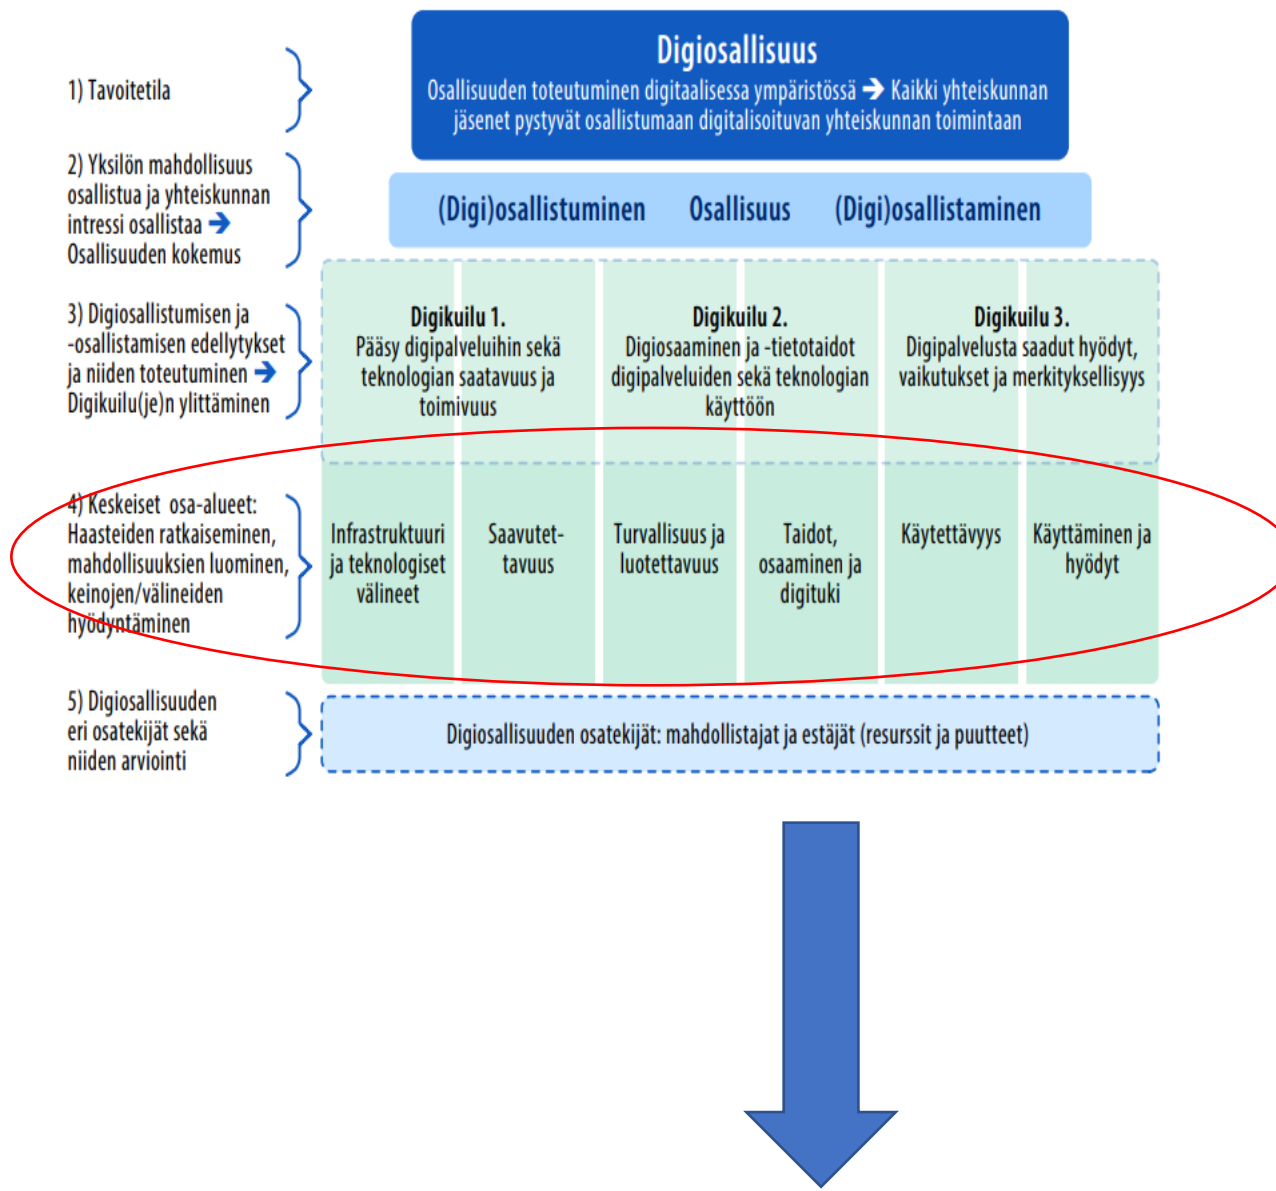 Digiosallisuus
Osallisuuden toteutuminen digitaalisessa ympäristössä ➔ Kaikki yhteiskunnan
jäsenet pystyvät osallistumaan digitalisoituvan yhteiskunnan toimintaan
1) Tavoitetila
2) Yksilön mahdollisuus
osallistua ja yhteiskunnan
intressi osallistaa ➔
Osallisuuden kokemus
(Digi)osallistuminen Osallisuus (Digi)osallistaminen
3) Digiosallistumisen ja
-osallistamisen edellytykset
ja niiden toteutuminen ➔
Digikuilu(je)n ylittäminen
Digikuilu 1.
Pääsy digipalveluihin sekä
teknologian saatavuus ja
toimivuus
Digikuilu 2.
Digiosaaminen ja -tietotaidot
digipalveluiden sekä teknologian
käyttöön
Digikuilu 3.
Digipalvelusta saadut hyödyt,
vaikutukset ja merkityksellisyys
4) Keskeiset osa-alueet:
Haasteiden ratkaiseminen,
mahdollisuuksien luominen,
keinojen/välineiden
hyödyntäminen
Infrastruktuuri
ja teknologiset
välineet
Saavutet-
tavuus
Turvallisuus ja
luotettavuus
Taidot,
osaaminen ja
digituki
Käytettävyys
Käyttäminen ja
hyödyt
5) Digiosallisuuden
eri osatekijät sekä
niiden arviointi
Digiosallisuuden osatekijät: mahdollistajat ja estäjät (resurssit ja puutteet)